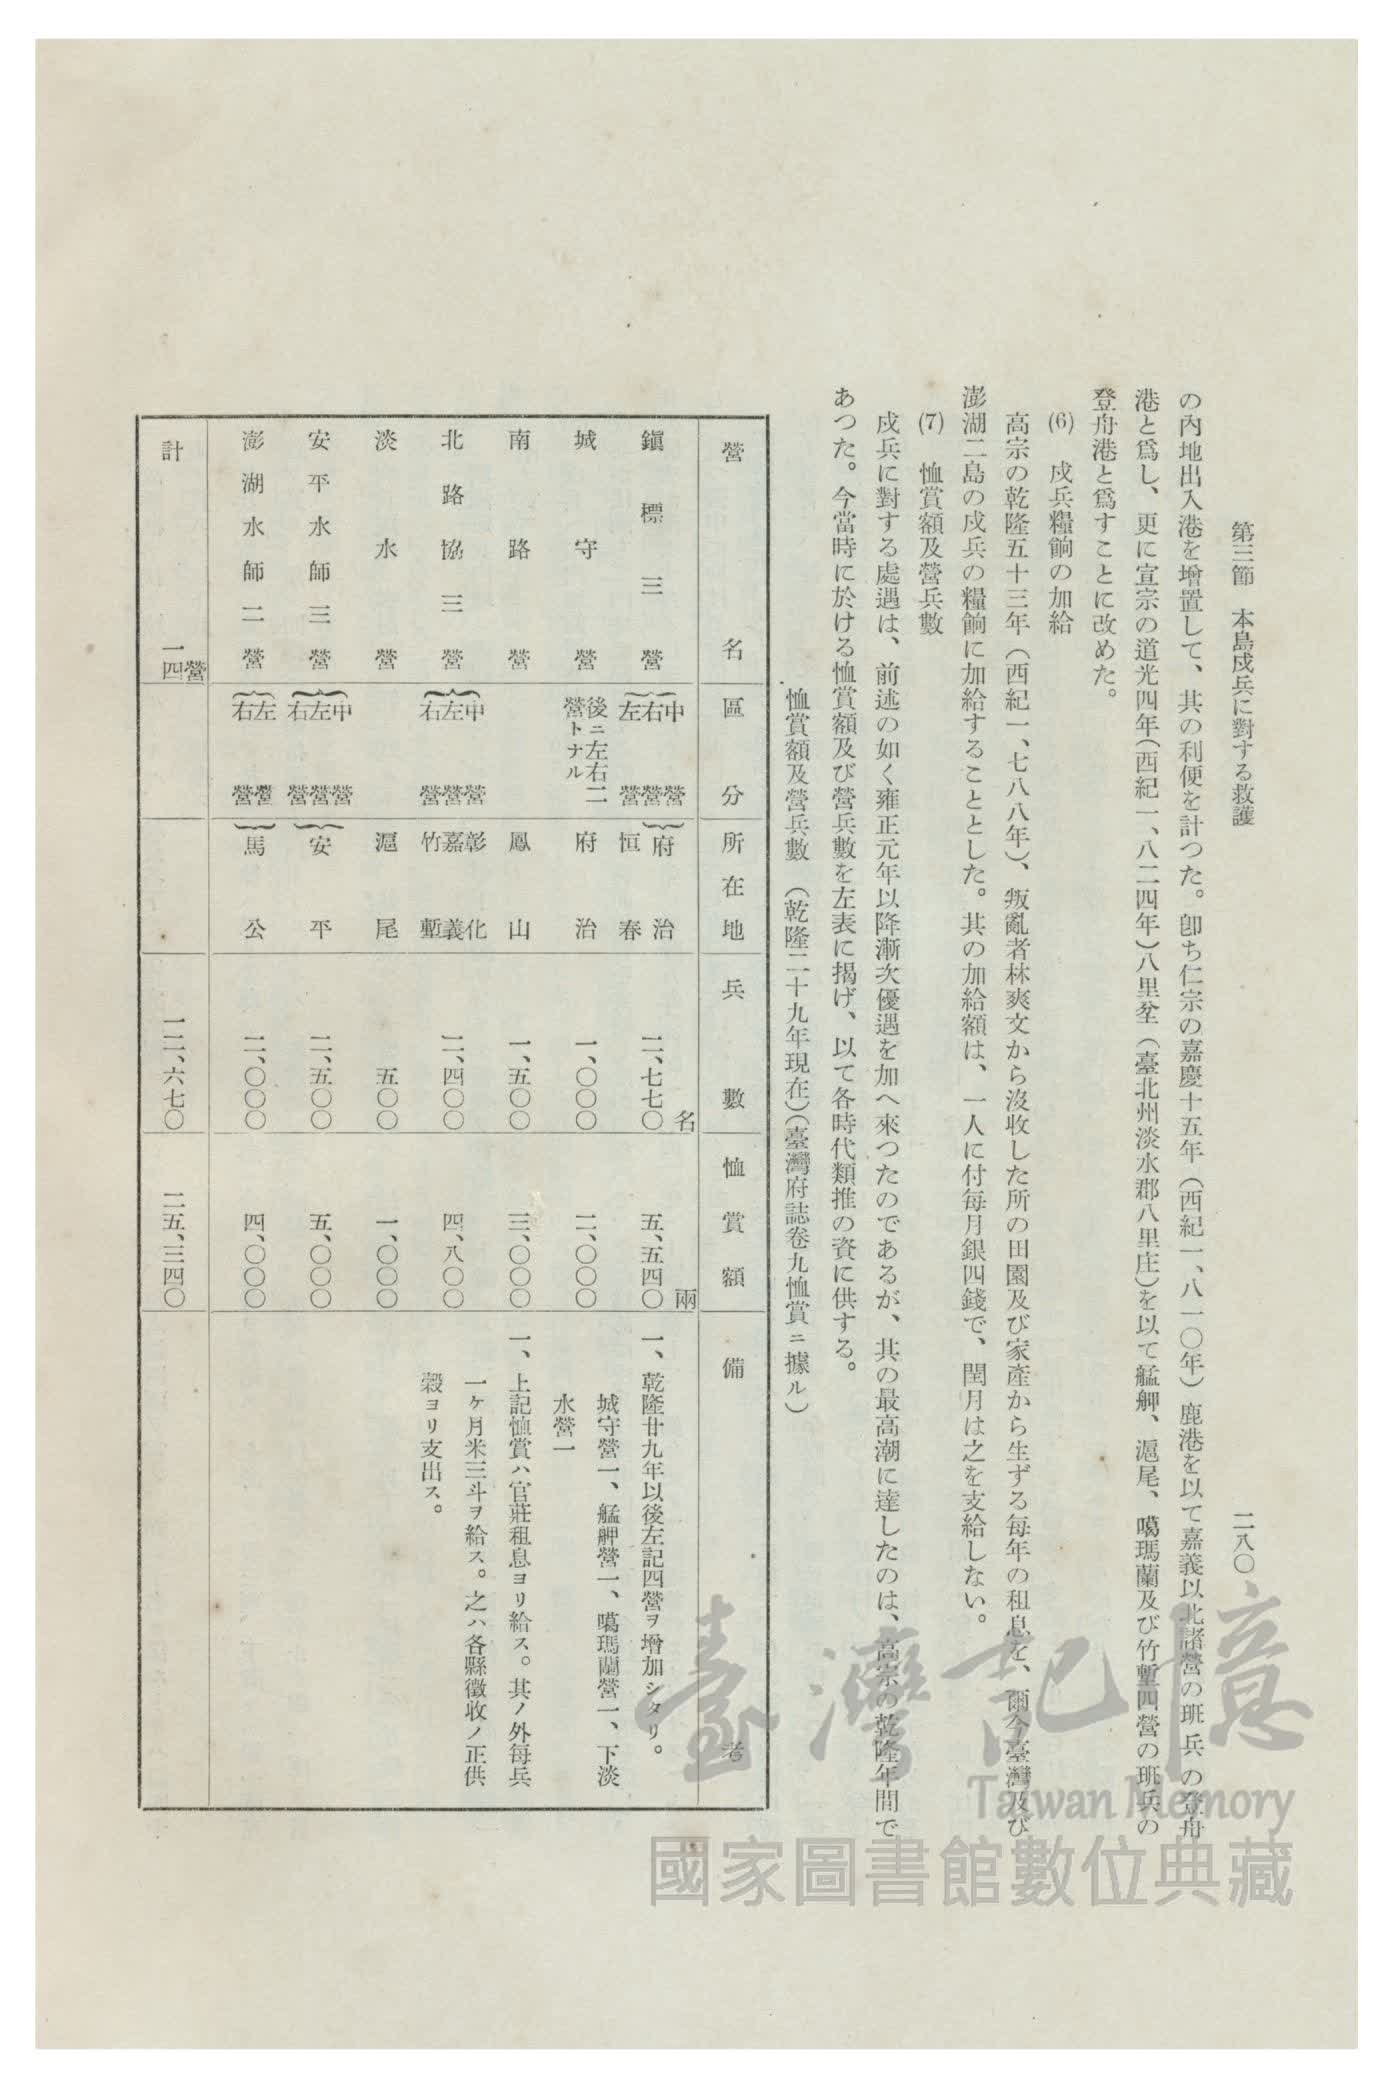 第三節　本島戍兵に對する救護
二八〇
の內地出入港を增置して、其の利便を計つた。卽ち仁宗の嘉慶十五年（西紀一、八一〇年）鹿港を以て嘉義以北諸營の班兵の登舟
港と爲し、更に宣宗の道光四年（西紀一、八二四年）八里坌（臺北州淡水郡八里庄）を以て艋舺、滬尾、噶瑪蘭及び竹塹四營の班兵の
登舟港と爲すことに改めた。
(6)　戍兵糧餉の加給
高宗の乾隆五十三年（西紀一、七八八年）、叛亂者林爽文から沒收した所の田園及び家產から生ずる每年の租息を、爾今臺灣及び
澎湖二島の戍兵の糧餉に加給することとした。其の加給額は、一人に付每月銀四錢で、閏月は之を支給しない。
(7)　恤賞額及營兵數
戍兵に對する處遇は、前述の如く雍正元年以降漸次優遇を加へ來つたのであるが、其の最高潮に達したのは、高宗の乾隆年間で
あつた。今當時に於ける恤賞額及び營兵數を左表に揭げ、以て各時代類推の資に供する。
恤賞額及營兵數　（乾隆二十九年現在）（臺灣府誌卷九恤賞ニ據ル）
營名　區分　所在地　兵數　恤賞額　備考
鎭標三營　中營　右營　左營　府治　恒春　二、七七〇名　五、五四〇兩
城守營　後ニ左右二營トナル　府治　一、〇〇〇　二、〇〇〇
南路營　鳳山　一、五〇〇　三、〇〇〇
北路協三營　中營　左營　右營　彰化　嘉義　竹塹　二、四〇〇　四、八〇〇
淡水營　滬尾　五〇〇　一、〇〇〇
安平水師三營　中營　左營　右營　安平　二、五〇〇　五、〇〇〇
澎湖水師二營　左營　右營　馬公　二、〇〇〇　四、〇〇〇
計　一四營　一二、六七〇　二五、三四〇
一、乾隆廿九年以後左記四營ヲ增加シタリ。
城守營一、艋舺營一、噶瑪蘭營一、下淡
水營一
一、上記恤賞ハ官莊租息ヨリ給ス。其ノ外每兵
一ヶ月米三斗ヲ給ス。之ハ各縣徵收ノ正供
穀ヨリ支出ス。
臺灣記憶
Taiwan Memory
國家圖書館數位典藏